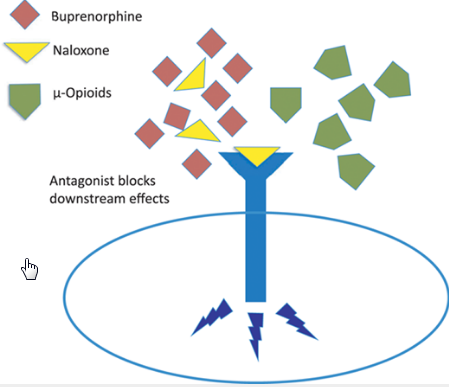 Buprenorphine
Naloxone
μ-Opioids
Antagonist blocks
downstream effects